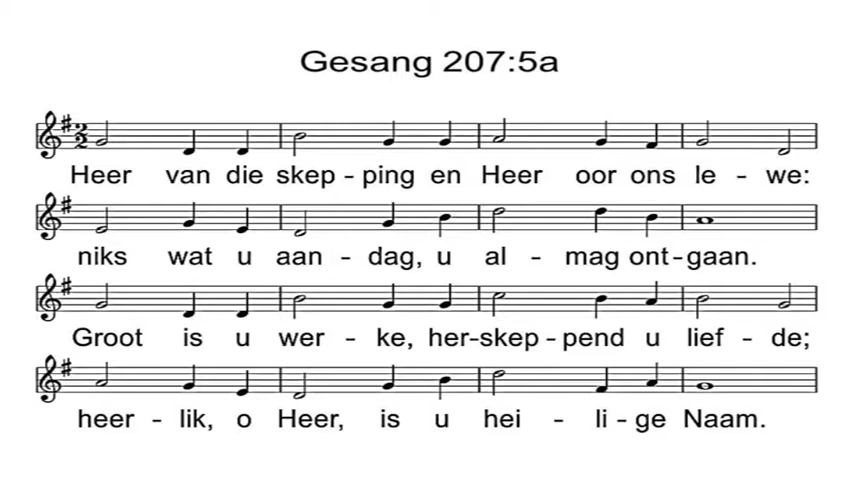 Gesang 207:5a
Heer van die skep-ping en Heer oor ons le-we:
niks wat u aan-dag, u al-mag ont-gaan.
Groot is u wer-ke, her-skep-pend u lief-de;
heer-lik, o Heer, is u hei-li-ge Naam.